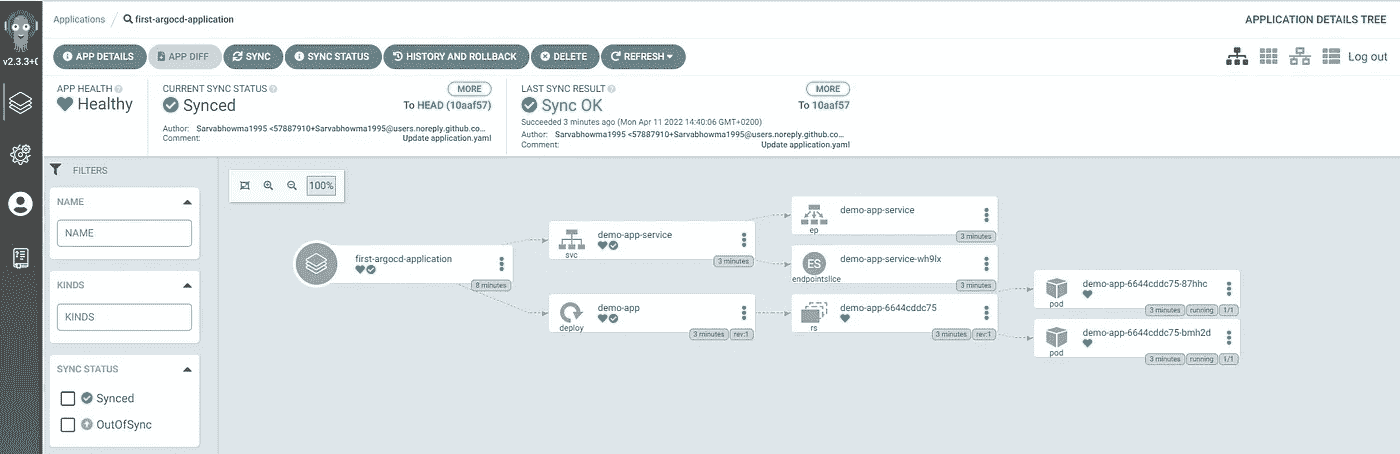 Applications / first-argocd-application
APPLICATION DETAILS TREE
v2.3.3+
APP DETAILS
APP DIFF
SYNC
SYNC STATUS
HISTORY AND ROLLBACK
DELETE
REFRESH
Log out
APP HEALTH
Healthy
CURRENT SYNC STATUS
MORE
Synced
To HEAD (10aaf57)
Author: Sarvabhowma1995 <57887910+Sarvabhowma1995@users.noreply.github.co...
Comment: Update application.yaml
LAST SYNC RESULT
MORE
Sync OK
To 10aaf57
Succeeded 3 minutes ago (Mon Apr 11 2022 14:40:06 GMT+0200)
Author: Sarvabhowma1995 <57887910+Sarvabhowma1995@users.noreply.github.co...
Comment: Update application.yaml
FILTERS
NAME
NAME
KINDS
KINDS
SYNC STATUS
Synced
OutOfSync
100%
first-argocd-application
8 minutes
demo-app-service
svc
3 minutes
demo-app
deploy
3 minutes rev:1
demo-app-service
ep
3 minutes
ES
demo-app-service-wh9lx
endpointslice
3 minutes
demo-app-6644cddc75
rs
3 minutes rev:1
demo-app-6644cddc75-87hhc
pod
3 minutes running 1/1
demo-app-6644cddc75-bmh2d
pod
3 minutes running 1/1